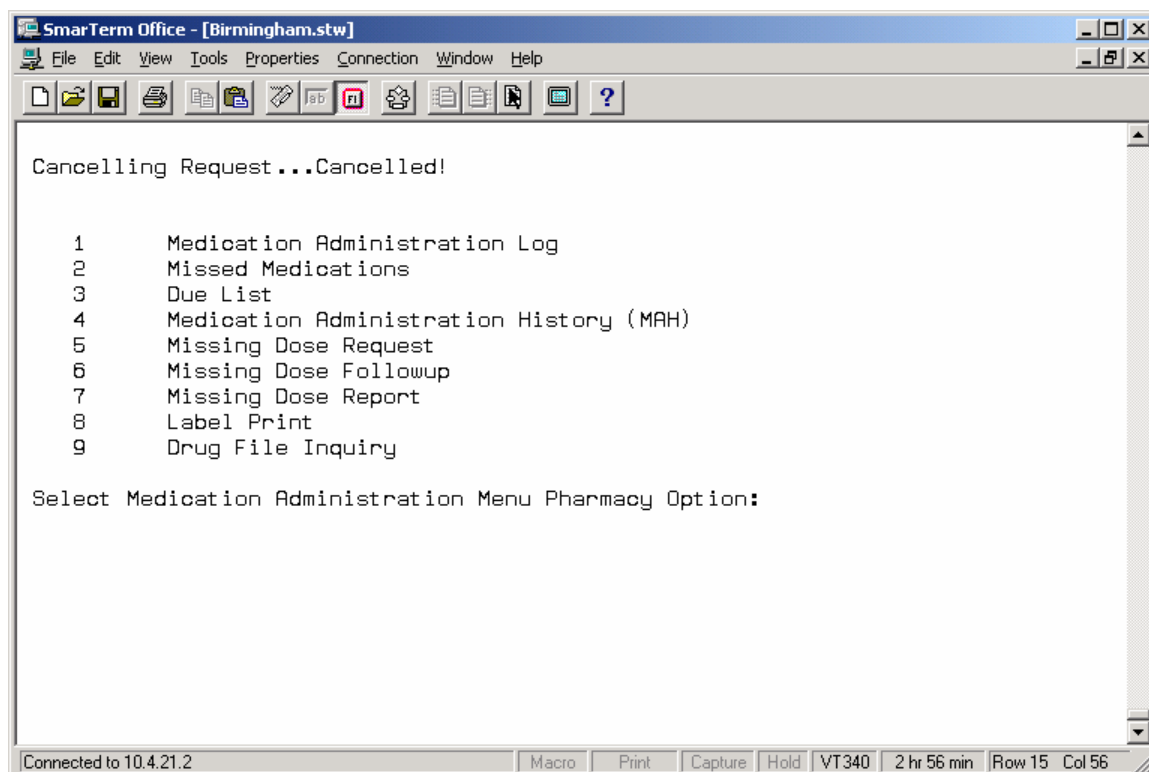 SmarTerm Office - [Birmingham.stw]
File Edit View Tools Properties Connection Window Help
ab F1 ?
Cancelling Request...Cancelled!
1 Medication Administration Log
2 Missed Medications
3 Due List
4 Medication Administration History (MAH)
5 Missing Dose Request
6 Missing Dose Followup
7 Missing Dose Report
8 Label Print
9 Drug File Inquiry
Select Medication Administration Menu Pharmacy Option:
Connected to 10.4.21.2 Macro Print Capture Hold VT340 2 hr 56 min Row 15 Col 56